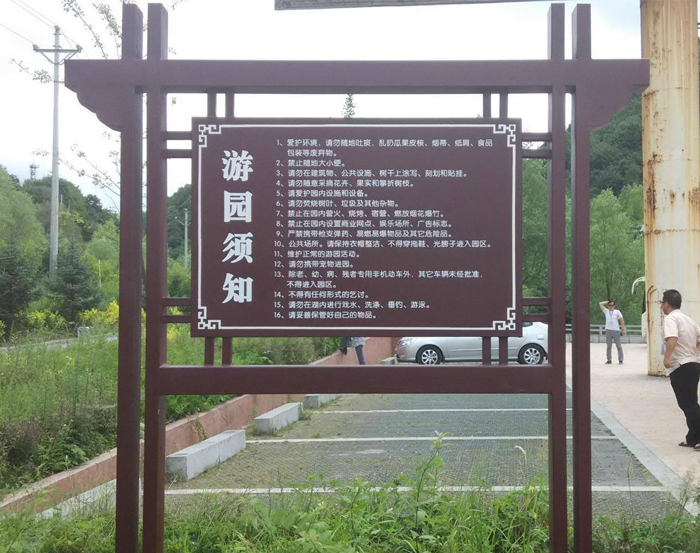 游园须知
1、爱护环境，请勿随地吐痰，乱扔瓜果皮核、烟蒂、纸屑、食品
包装等废弃物。
2、禁止随地大小便。
3、请勿在建筑物、公共设施、树干上涂写、刻划和贴挂。
4、请勿随意采摘花卉、果实和攀折树枝。
5、请爱护园内设施和设备。
6、请勿焚烧树叶、垃圾及其他杂物。
7、禁止在园内营火、烧烤、宿营、燃放烟花爆竹。
8、禁止在园内设置商业网点、娱乐场所、广告标志。
9、严禁携带枪支弹药、易燃易爆物品及其它危险品。
10、公共场所。请保持衣帽整洁，不得穿拖鞋、光膀子进入园区。
11、维护正常的游园活动。
12、请勿携带宠物进园。
13、除老、幼、病、残者专用非机动车外，其它车辆未经批准，
不得进入园区。
14、不得有任何形式的乞讨。
15、请勿在湖内进行戏水、洗涤、垂钓、游泳。
16、请妥善保管好自己的物品